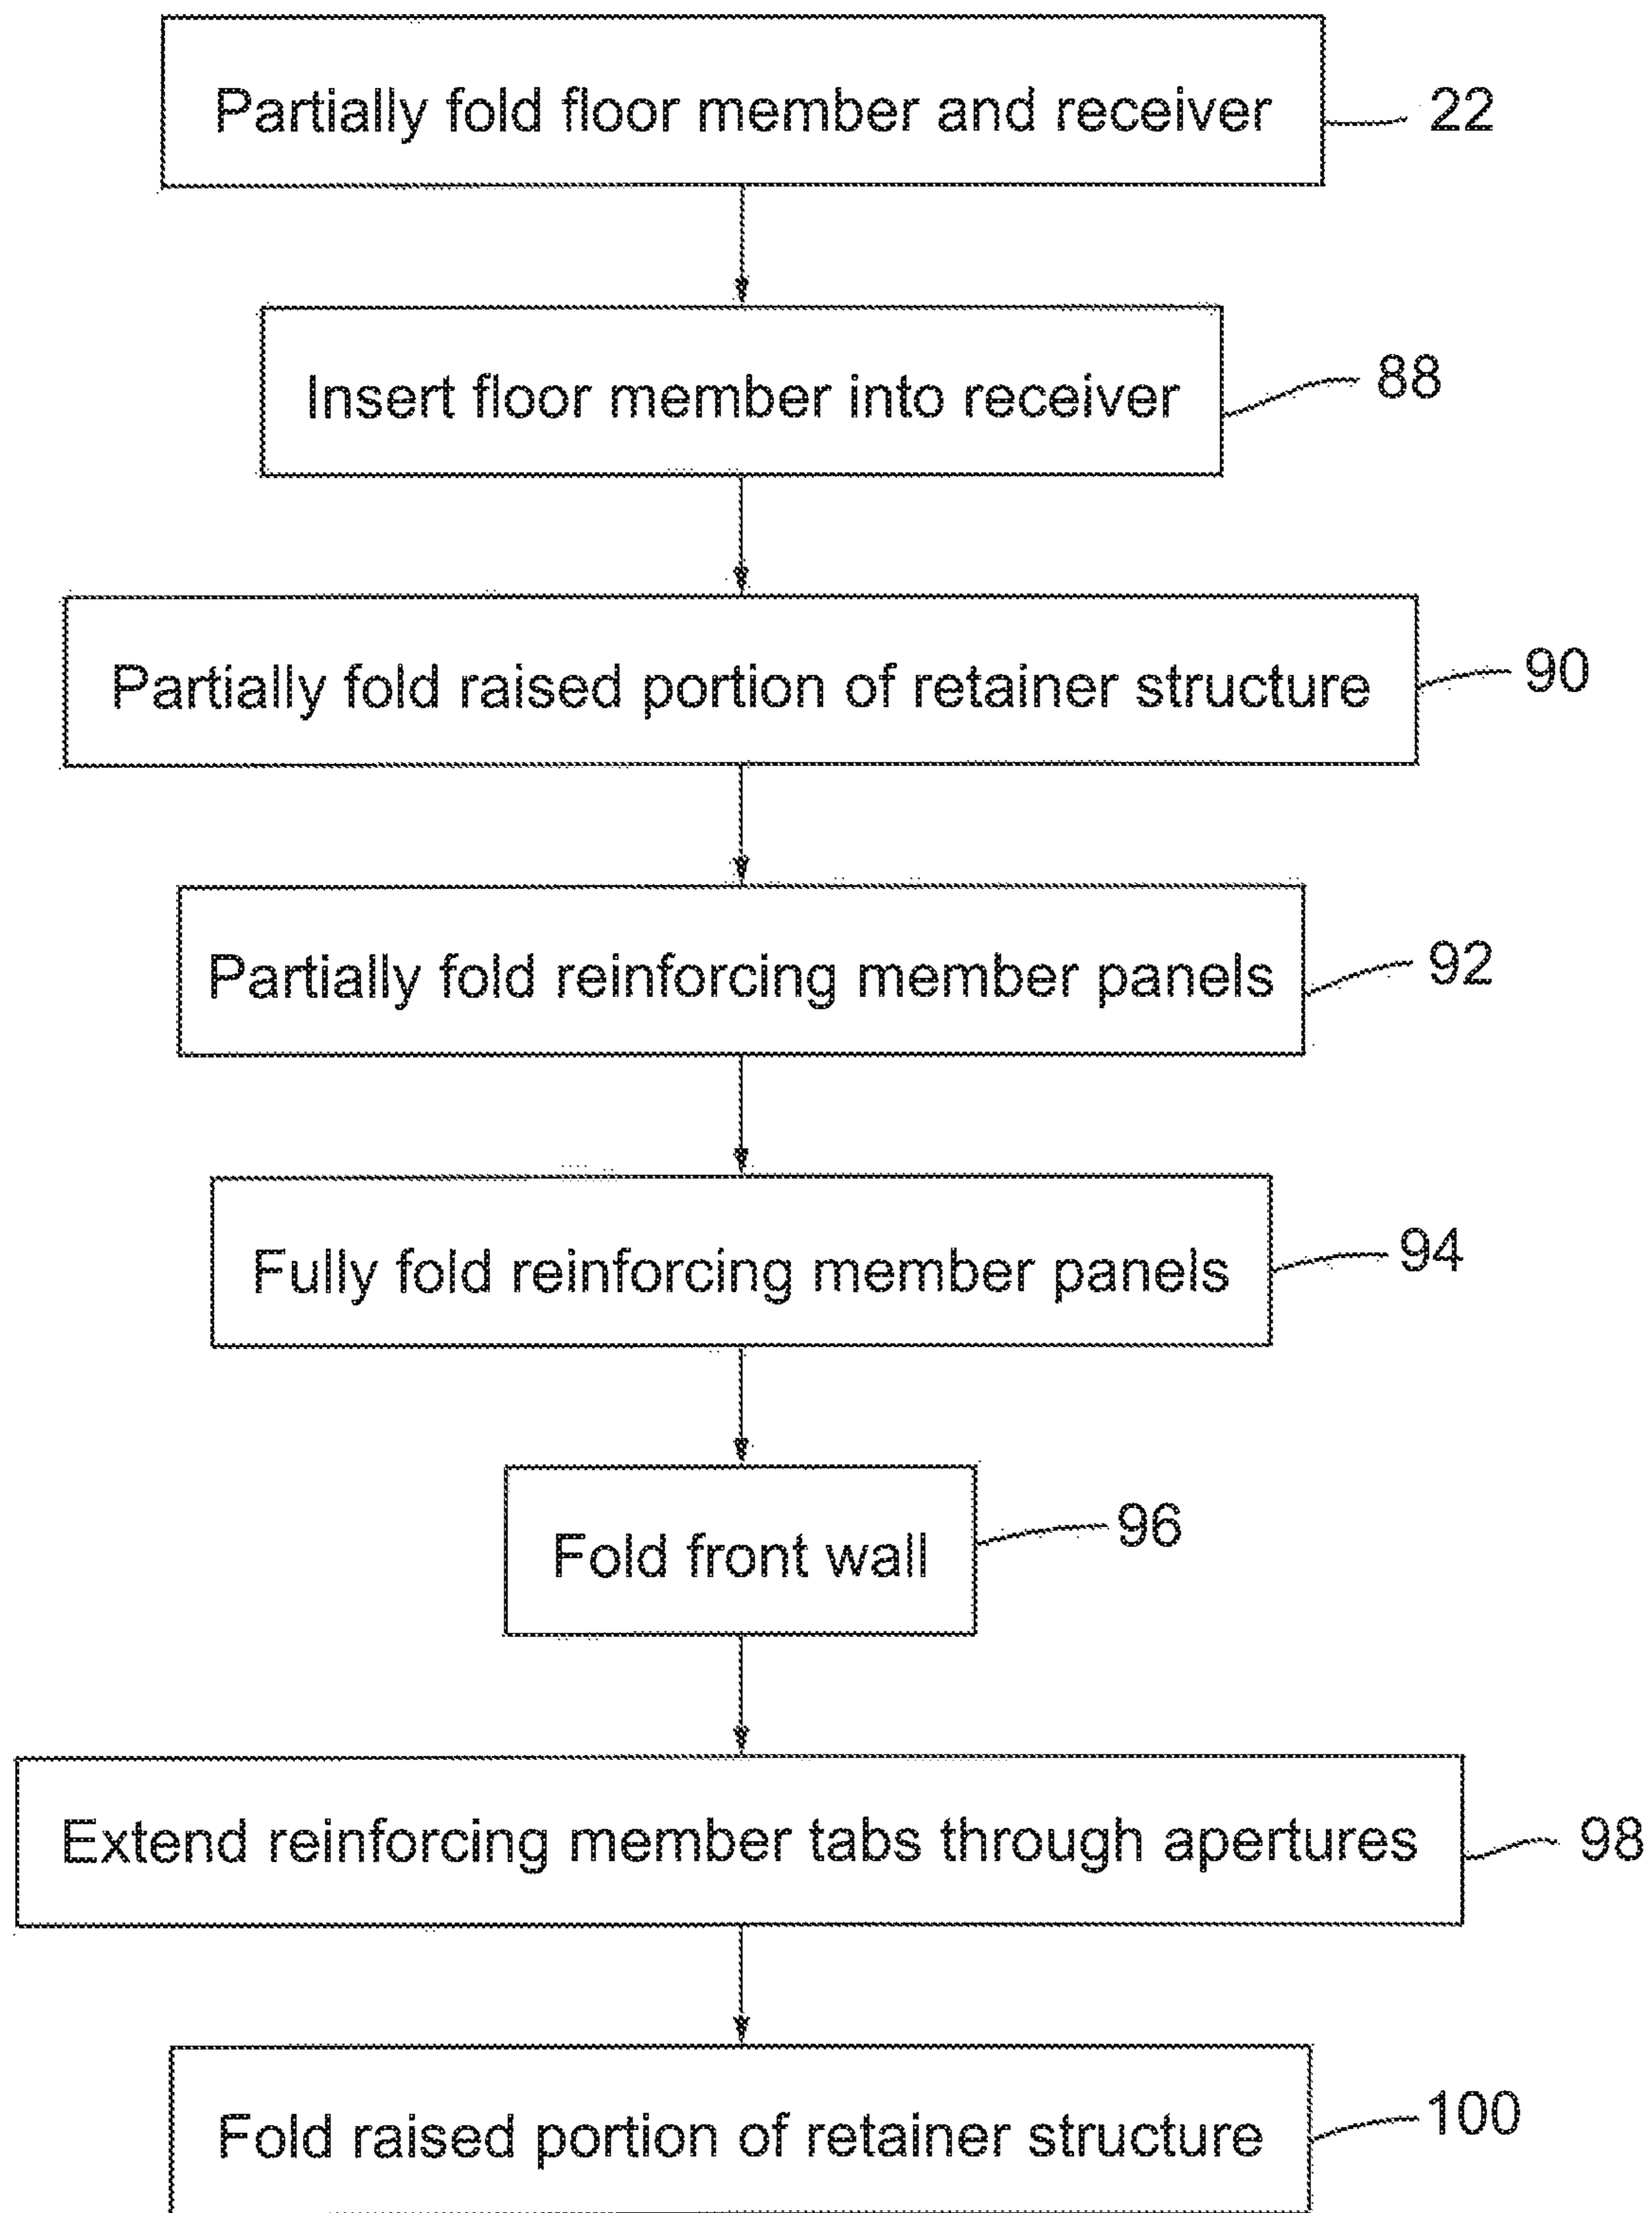 Partially fold floor member and receiver 22
Insert floor member into receiver 88
Partially fold raised portion of retainer structure 90
Partially fold reinforcing member panels 92
Fully fold reinforcing member panels 94
Fold front wall 96
Extend reinforcing member tabs through apertures 98
Fold raised portion of retainer structure 100